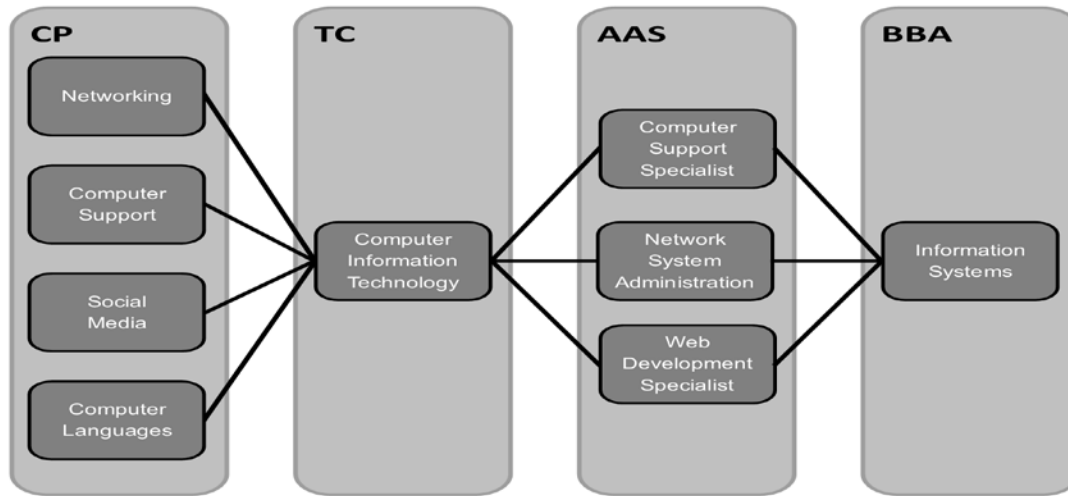 CP
Networking
Computer
Support
Social
Media
Computer
Languages
TC
Computer
Information
Technology
AAS
Computer
Support
Specialist
Network
System
Administration
Web
Development
Specialist
BBA
Information
Systems